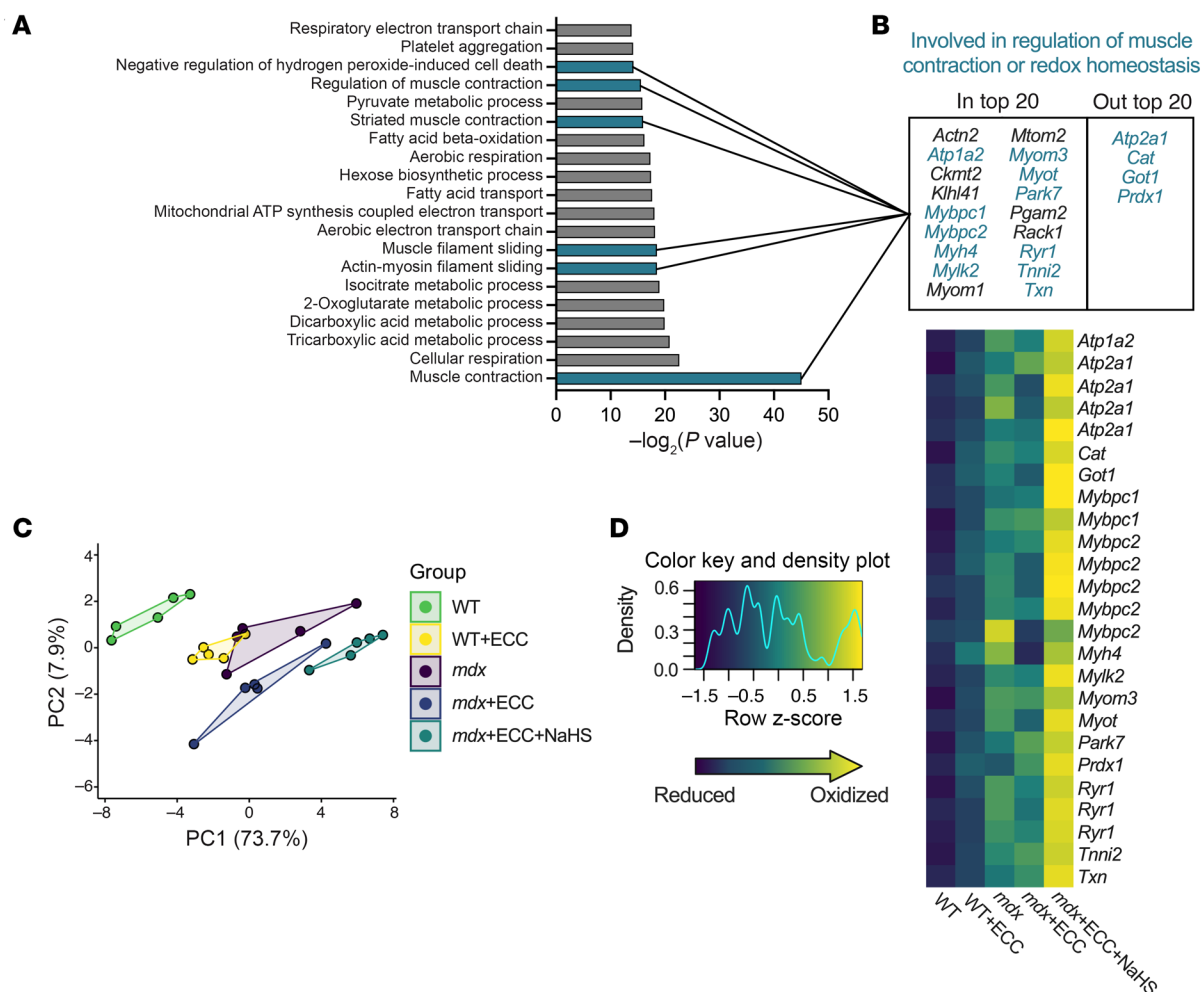 A
Respiratory electron transport chain
Platelet aggregation
Negative regulation of hydrogen peroxide-induced cell death
Regulation of muscle contraction
Pyruvate metabolic process
Striated muscle contraction
Fatty acid beta-oxidation
Aerobic respiration
Hexose biosynthetic process
Fatty acid transport
Mitochondrial ATP synthesis coupled electron transport
Aerobic electron transport chain
Muscle filament sliding
Actin-myosin filament sliding
Isocitrate metabolic process
2-Oxoglutarate metabolic process
Dicarboxylic acid metabolic process
Tricarboxylic acid metabolic process
Cellular respiration
Muscle contraction
0 10 20 30 40 50
–log2(P value)
B
Involved in regulation of muscle
contraction or redox homeostasis
In top 20 Out top 20
Actn2 Mtom2 Atp2a1
Atp1a2 Myom3 Cat
Ckmt2 Myot Got1
Klhl41 Park7 Prdx1
Mybpc1 Pgam2
Mybpc2 Rack1
Myh4 Ryr1
Mylk2 Tnni2
Myom1 Txn
Atp1a2
Atp2a1
Atp2a1
Atp2a1
Atp2a1
Cat
Got1
Mybpc1
Mybpc1
Mybpc2
Mybpc2
Mybpc2
Mybpc2
Mybpc2
Myh4
Mylk2
Myom3
Myot
Park7
Prdx1
Ryr1
Ryr1
Ryr1
Tnni2
Txn
WT
WT+ECC
mdx
mdx+ECC
mdx+ECC+NaHS
C
4
2
0
–2
–4
–6
PC2 (7.9%)
–8 –4 0 4 8
PC1 (73.7%)
Group
WT
WT+ECC
mdx
mdx+ECC
mdx+ECC+NaHS
D
Color key and density plot
Density
0.6
0.3
0.0
–1.5 –0.5 0.5 1.5
Row z-score
Reduced Oxidized